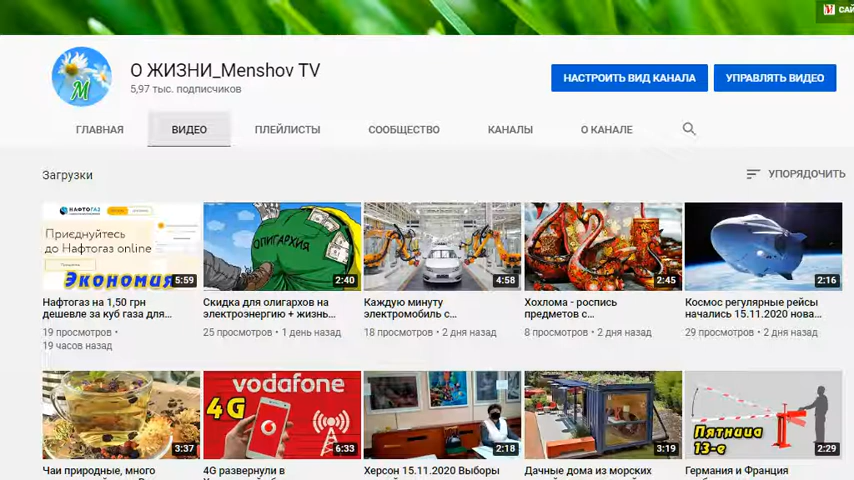 О ЖИЗНИ_Menshov TV
5,97 тыс. подписчиков
НАСТРОИТЬ ВИД КАНАЛА
УПРАВЛЯТЬ ВИДЕО
ГЛАВНАЯ
ВИДЕО
ПЛЕЙЛИСТЫ
СООБЩЕСТВО
КАНАЛЫ
О КАНАЛЕ
Загрузки
УПОРЯДОЧИТЬ
НАФТОГАЗ
Приєднуйтесь
до Нафтогаз online
Экономия
5:59
ОЛИГАРХИЯ
2:40
4:58
2:45
2:16
Нафтогаз на 1,50 грн
дешевле за куб газа для...
19 просмотров •
19 часов назад
Скидка для олигархов на
электроэнергию + жизнь...
25 просмотров • 1 день назад
Каждую минуту
электромобиль с...
18 просмотров • 2 дня назад
Хохлома - роспись
предметов с...
8 просмотров • 2 дня назад
Космос регулярные рейсы
начались 15.11.2020 нова...
29 просмотров • 2 дня назад
3:37
vodafone
4G
6:33
2:18
3:19
Пятница
13-е
2:29
Чаи природные, много
4G развернули в
Херсон 15.11.2020 Выборы
Дачные дома из морских
Германия и Франция